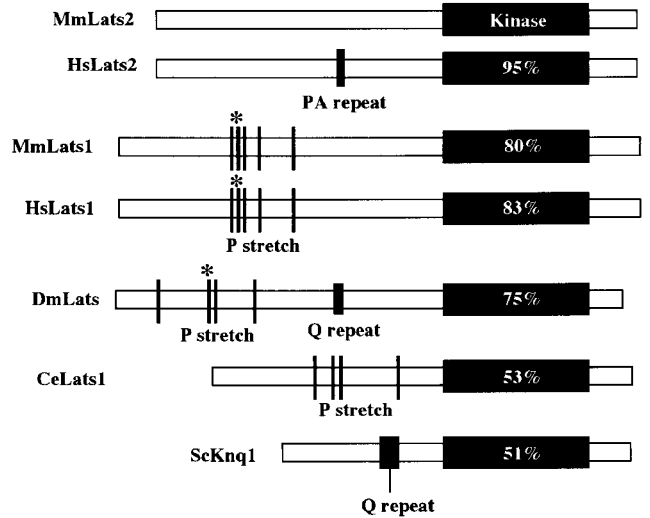 MmLats2 Kinase
HsLats2 95%
PA repeat
*
MmLats1 80%
*
HsLats1 83%
P stretch
*
DmLats 75%
P stretch Q repeat
CeLats1 53%
P stretch
ScKnq1 51%
Q repeat